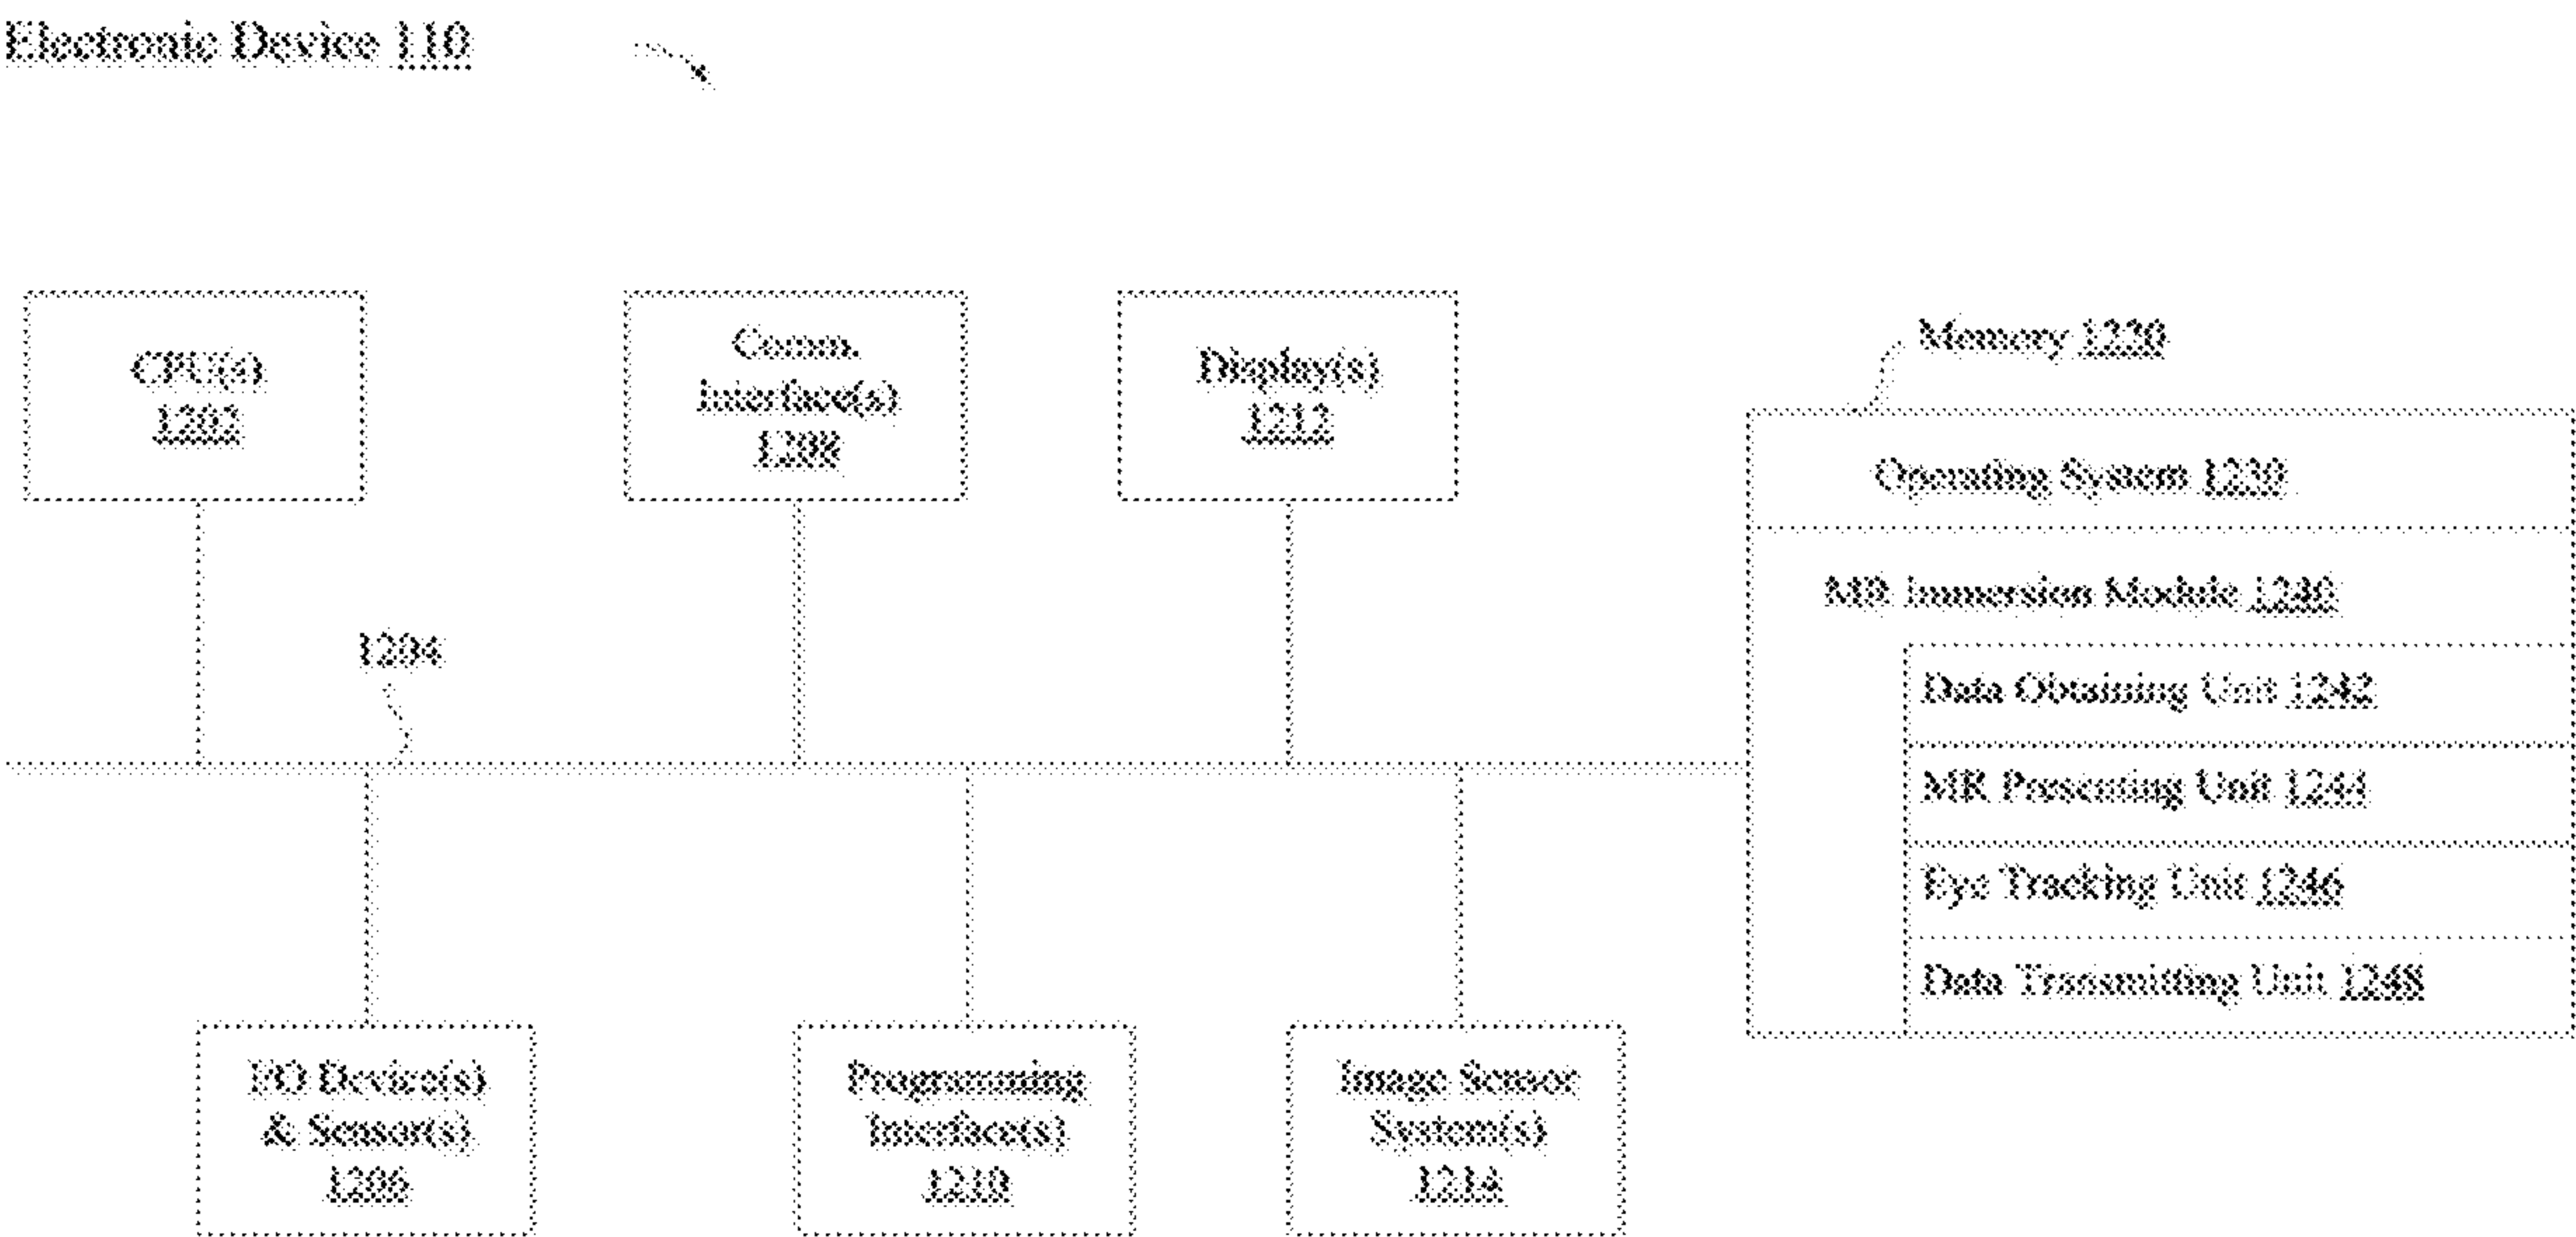 Electronic Device 110
CPU(s)
1202
Comm.
Interface(s)
1208
Display(s)
1212
Memory 1220
Operating System 1230
MR Immersion Module 1240
Data Obtaining Unit 1242
MR Presenting Unit 1244
Eye Tracking Unit 1246
Data Transmitting Unit 1248
1204
I/O Device(s)
& Sensor(s)
1206
Programming
Interface(s)
1210
Image Sensor
System(s)
1214